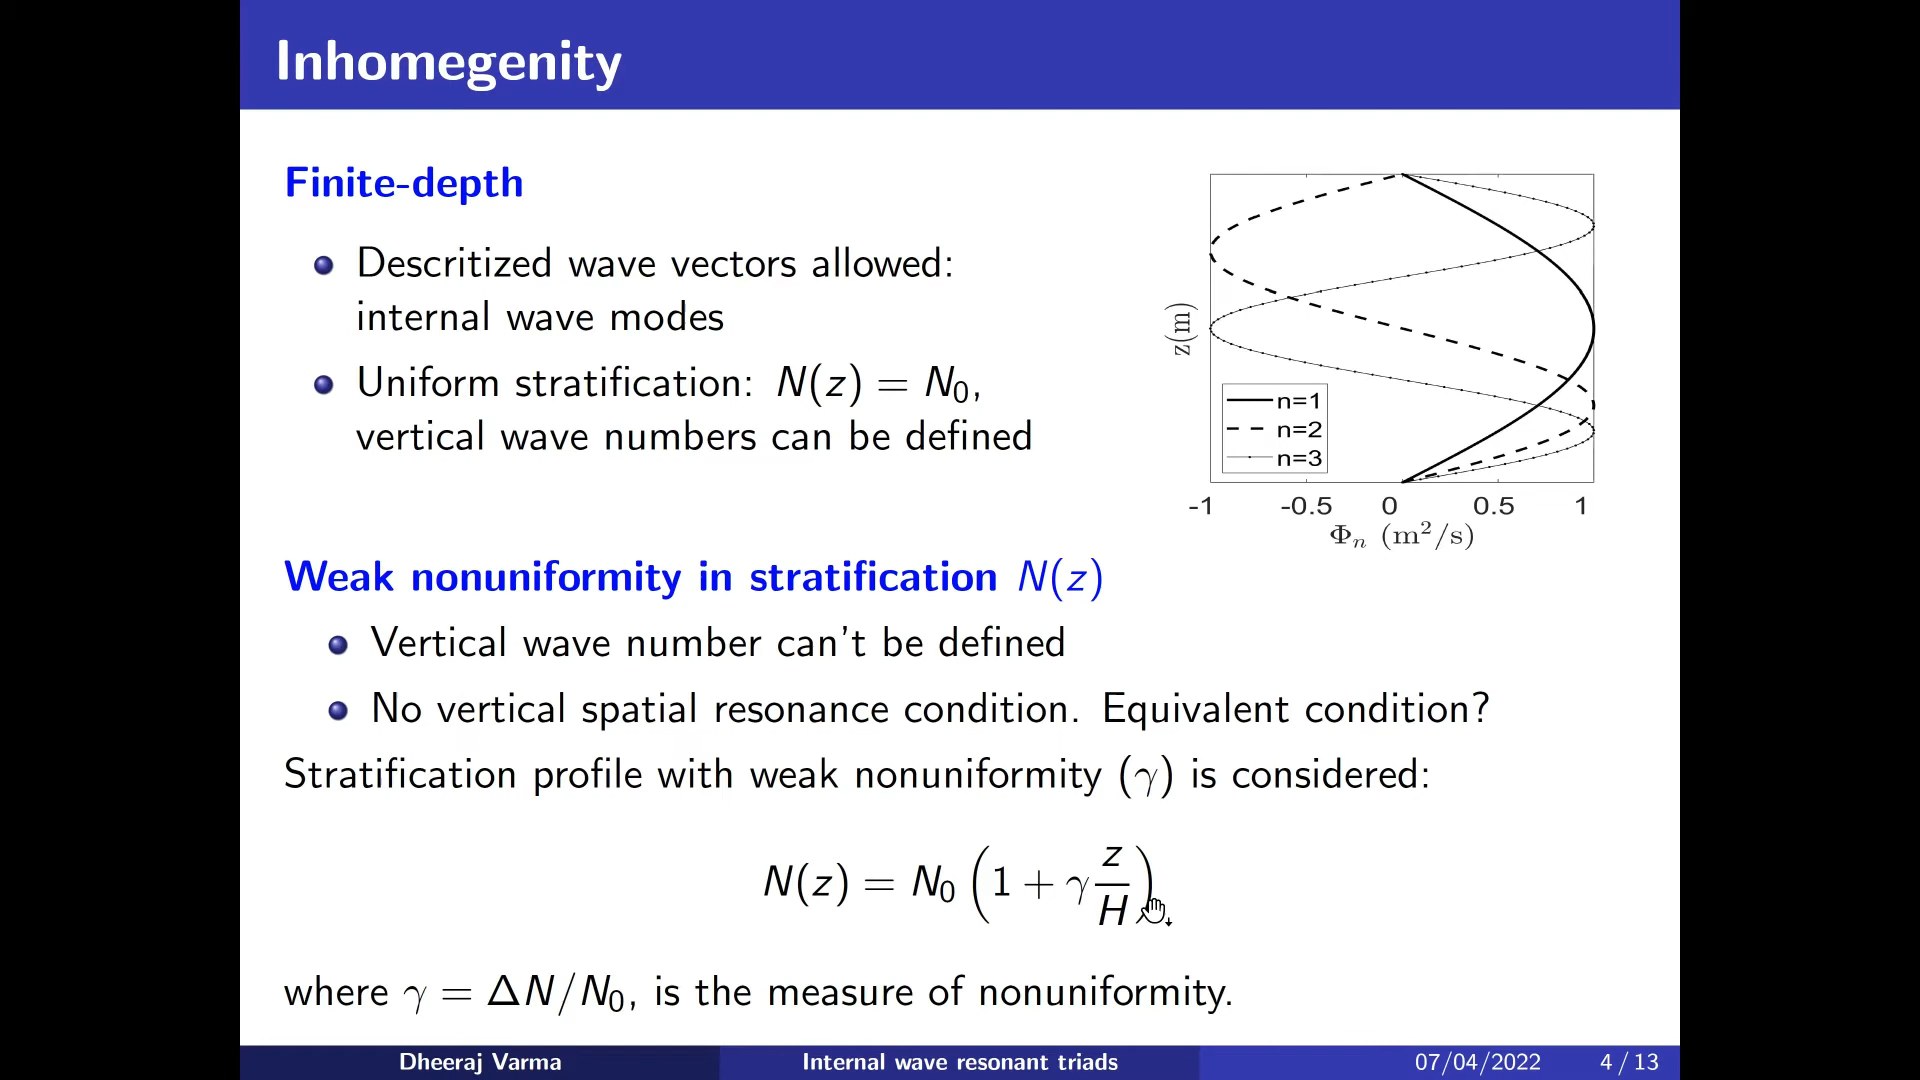 Inhomegenity
Finite-depth
Descritized wave vectors allowed:
internal wave modes
Uniform stratification: N(z) = N₀,
vertical wave numbers can be defined
z(m)
n=1
n=2
n=3
-1 -0.5 0 0.5 1
Φₙ (m²/s)
Weak nonuniformity in stratification N(z)
Vertical wave number can't be defined
No vertical spatial resonance condition. Equivalent condition?
Stratification profile with weak nonuniformity (γ) is considered:
N(z) = N₀ (1 + γ z/H)
where γ = ΔN/N₀, is the measure of nonuniformity.
Dheeraj Varma Internal wave resonant triads 07/04/2022 4 / 13